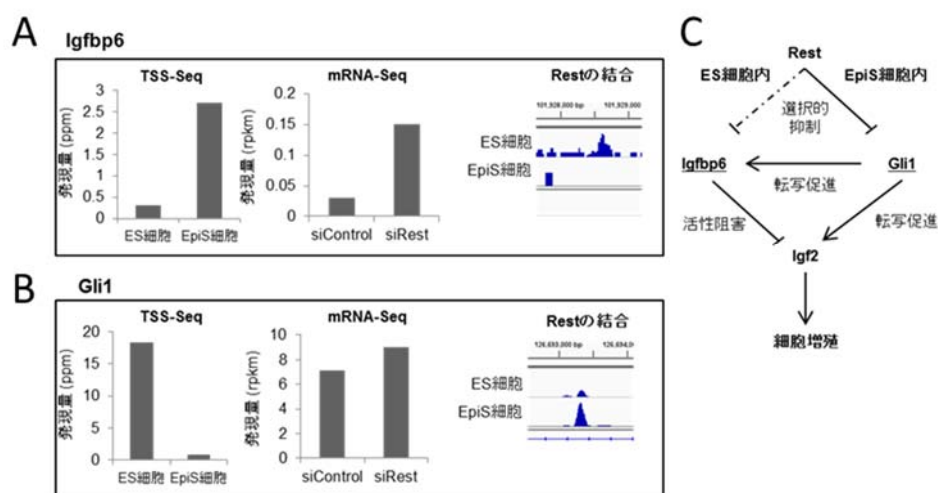 A
Igfbp6
TSS-Seq
発現量 (ppm)
3
2.5
2
1.5
1
0.5
0
ES細胞 EpiS細胞
mRNA-Seq
発現量 (rpkm)
0.15
0.1
0.05
0
siControl siRest
Restの結合
101,928,000 bp 101,929,000
ES細胞
EpiS細胞
B
Gli1
TSS-Seq
発現量 (ppm)
20
15
10
5
0
ES細胞 EpiS細胞
mRNA-Seq
発現量 (rpkm)
10
8
6
4
2
0
siControl siRest
Restの結合
126,693,000 bp 126,694,0
ES細胞
EpiS細胞
C
Rest
ES細胞内 EpiS細胞内
選択的
抑制
Igfbp6 Gli1
転写促進
活性阻害 転写促進
Igf2
細胞増殖